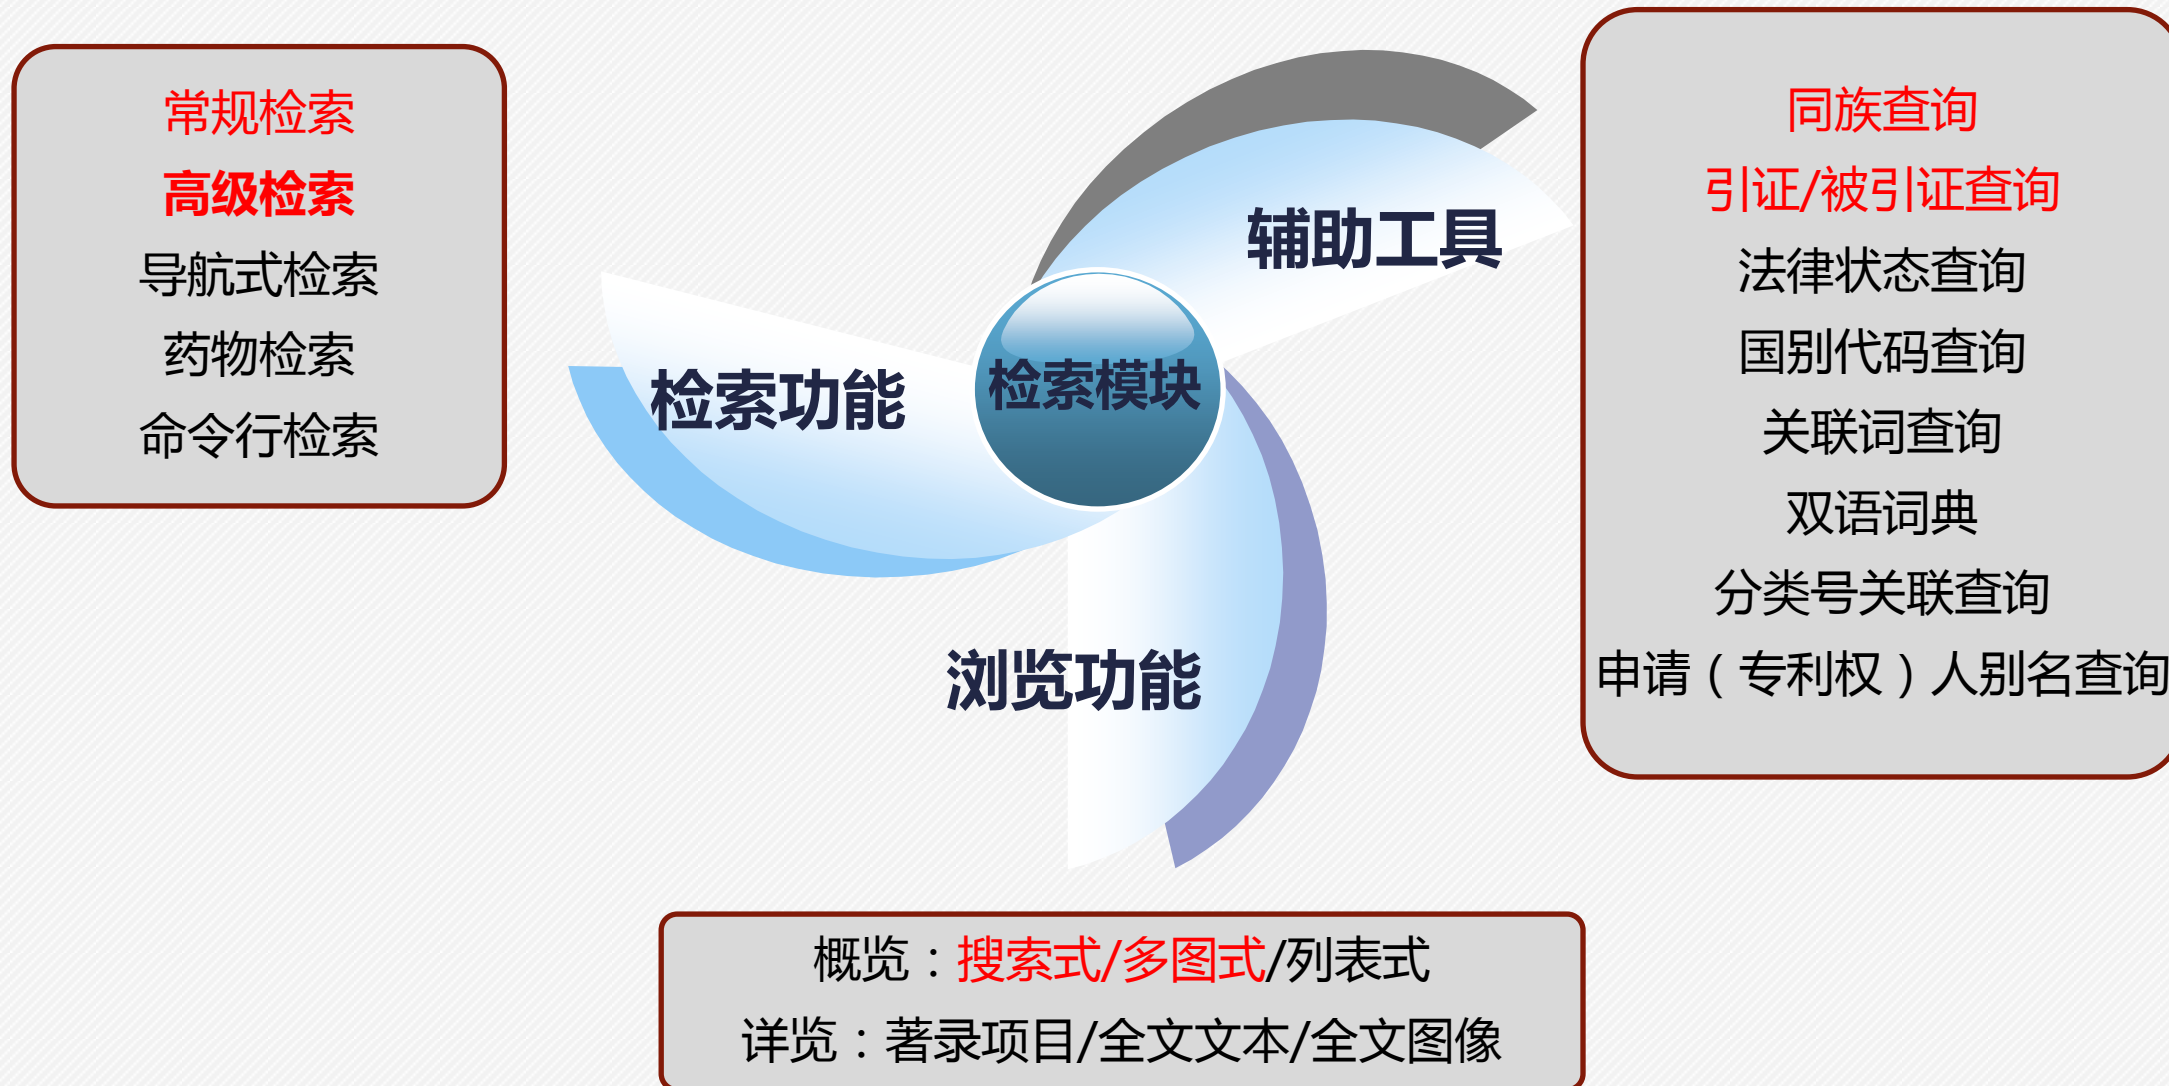 常规检索
高级检索
导航式检索
药物检索
命令行检索
辅助工具
检索功能
检索模块
浏览功能
同族查询
引证/被引证查询
法律状态查询
国别代码查询
关联词查询
双语词典
分类号关联查询
申请（专利权）人别名查询
概览：搜索式/多图式/列表式
详览：著录项目/全文文本/全文图像